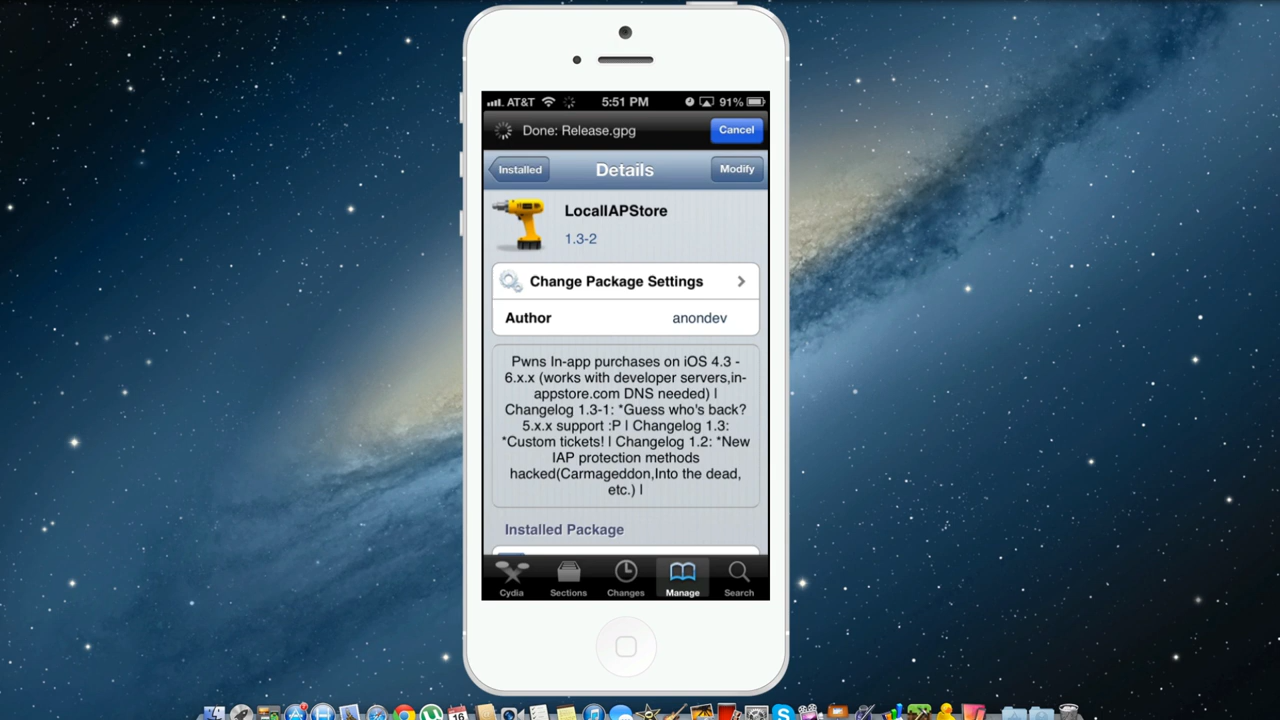 AT&T 5:51 PM 91%
Done: Release.gpg Cancel
Installed Details Modify
LocalIAPStore
1.3-2
Change Package Settings
Author anondev
Pwns In-app purchases on iOS 4.3 -
6.x.x (works with developer servers,in-
appstore.com DNS needed) |
Changelog 1.3-1: *Guess who's back?
5.x.x support :P | Changelog 1.3:
*Custom tickets! | Changelog 1.2: *New
IAP protection methods
hacked(Carmageddon,Into the dead,
etc.) |
Installed Package
Cydia Sections Changes Manage Search
16